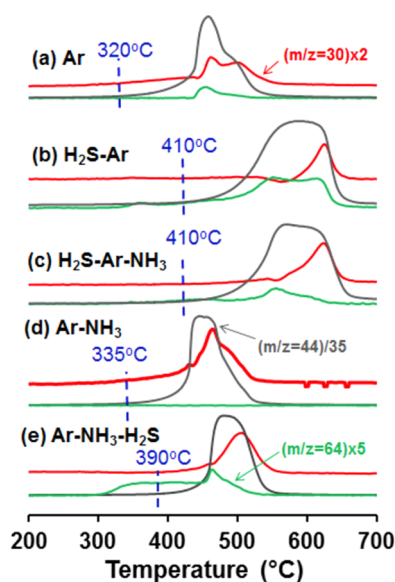 (a) Ar
320°C
(m/z=30)x2
(b) H₂S-Ar
410°C
410°C
(c) H₂S-Ar-NH₃
(d) Ar-NH₃
335°C
(m/z=44)/35
(e) Ar-NH₃-H₂S
390°C
(m/z=64)x5
200 300 400 500 600 700
Temperature (°C)